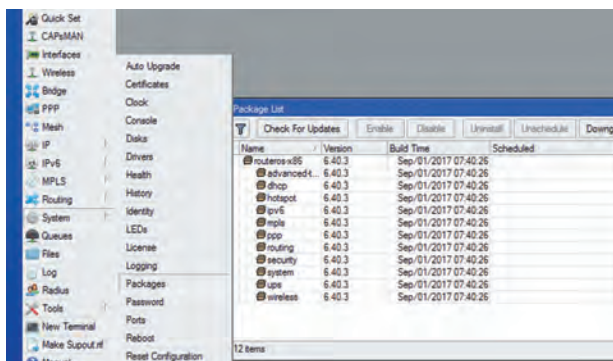 Quick Set
CAPsMAN
Interfaces
Wireless
Bridge
PPP
Mesh
IP
IPv6
MPLS
Routing
System
Queues
Files
Log
Radius
Tools
New Terminal
Make Supout.rif
Auto Upgrade
Certificates
Clock
Console
Disks
Drivers
Health
History
Identity
LEDs
License
Logging
Packages
Password
Ports
Reboot
Reset Configuration
Package List
Check For Updates Enable Disable Uninstall Unschedule Downg
Name Version Build Time Scheduled
routeros-x86 6.40.3 Sep/01/2017 07:40:26
advanced-t... 6.40.3 Sep/01/2017 07:40:26
dhcp 6.40.3 Sep/01/2017 07:40:26
hotspot 6.40.3 Sep/01/2017 07:40:26
ipv6 6.40.3 Sep/01/2017 07:40:26
mpls 6.40.3 Sep/01/2017 07:40:26
ppp 6.40.3 Sep/01/2017 07:40:26
routing 6.40.3 Sep/01/2017 07:40:26
security 6.40.3 Sep/01/2017 07:40:26
system 6.40.3 Sep/01/2017 07:40:26
ups 6.40.3 Sep/01/2017 07:40:26
wireless 6.40.3 Sep/01/2017 07:40:26
12 items